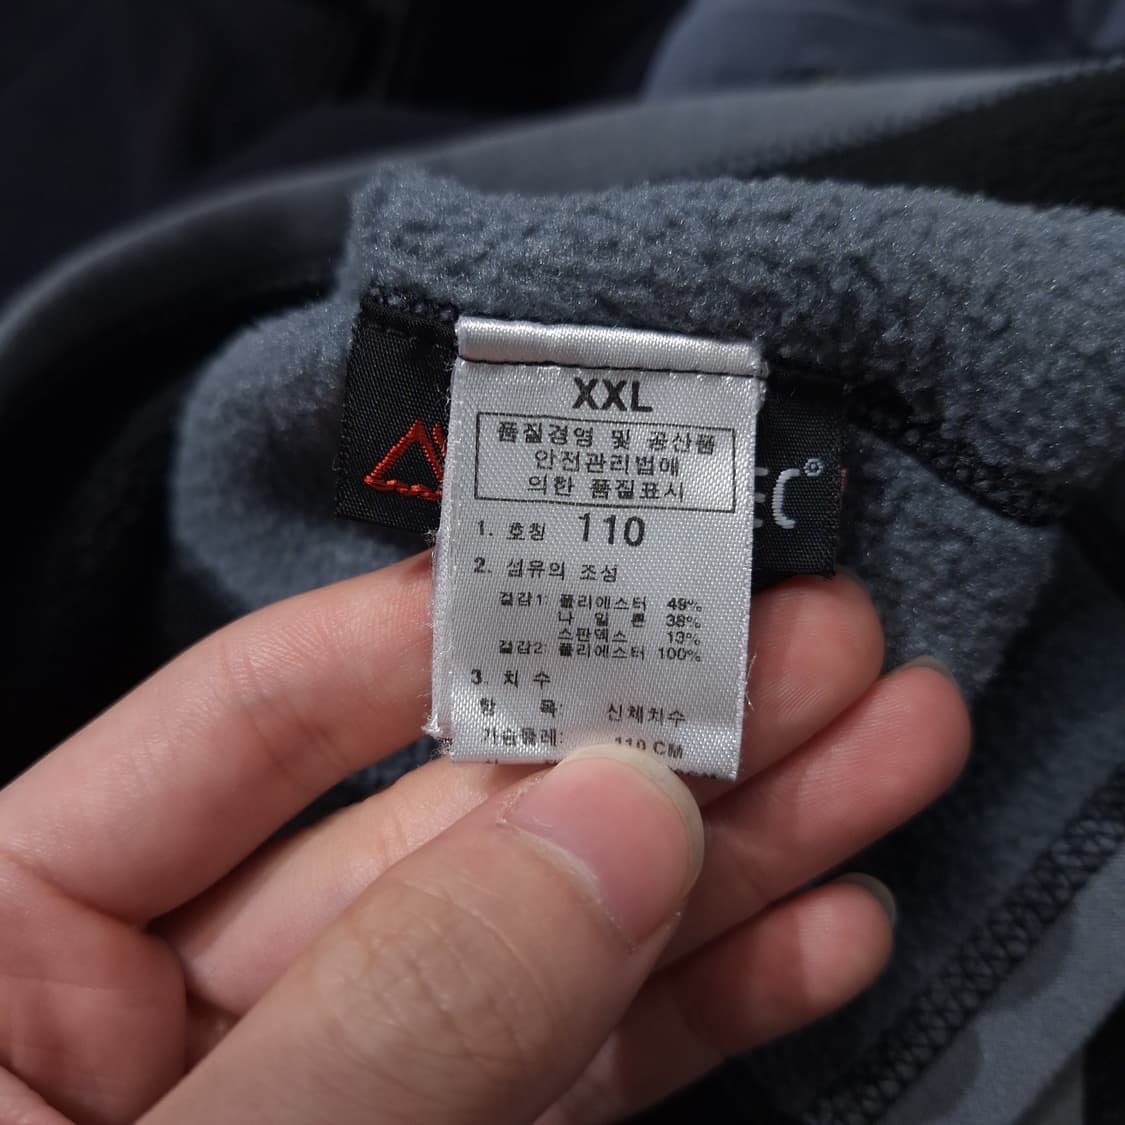 XXL
품질경영 및 공산품
안전관리법에
의한 품질표시
1. 호칭 110
2. 섬유의 조성
겉감1: 폴리에스터 49%
나 일 론 38%
스판덱스 13%
겉감2: 폴리에스터 100%
3. 치 수
항 목: 신체치수
가슴둘레: 110 CM
EC